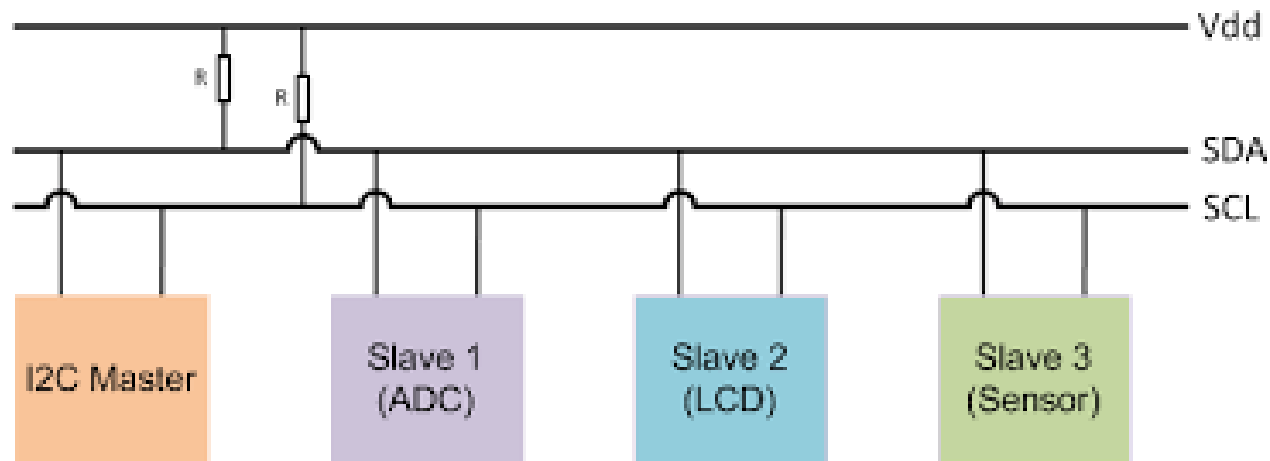 Vdd
R
R
SDA
SCL
I2C Master
Slave 1
(ADC)
Slave 2
(LCD)
Slave 3
(Sensor)